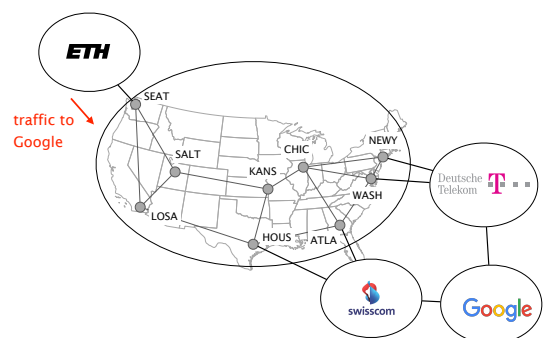 ETH
SEAT
traffic to
Google
NEWY
CHIC
SALT
KANS
Deutsche
Telekom
T
WASH
LOSA
HOUS
ATLA
swisscom
Google